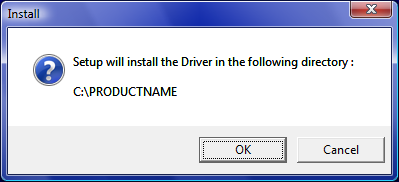 Install
Setup will install the Driver in the following directory :
C:\PRODUCTNAME
OK
Cancel